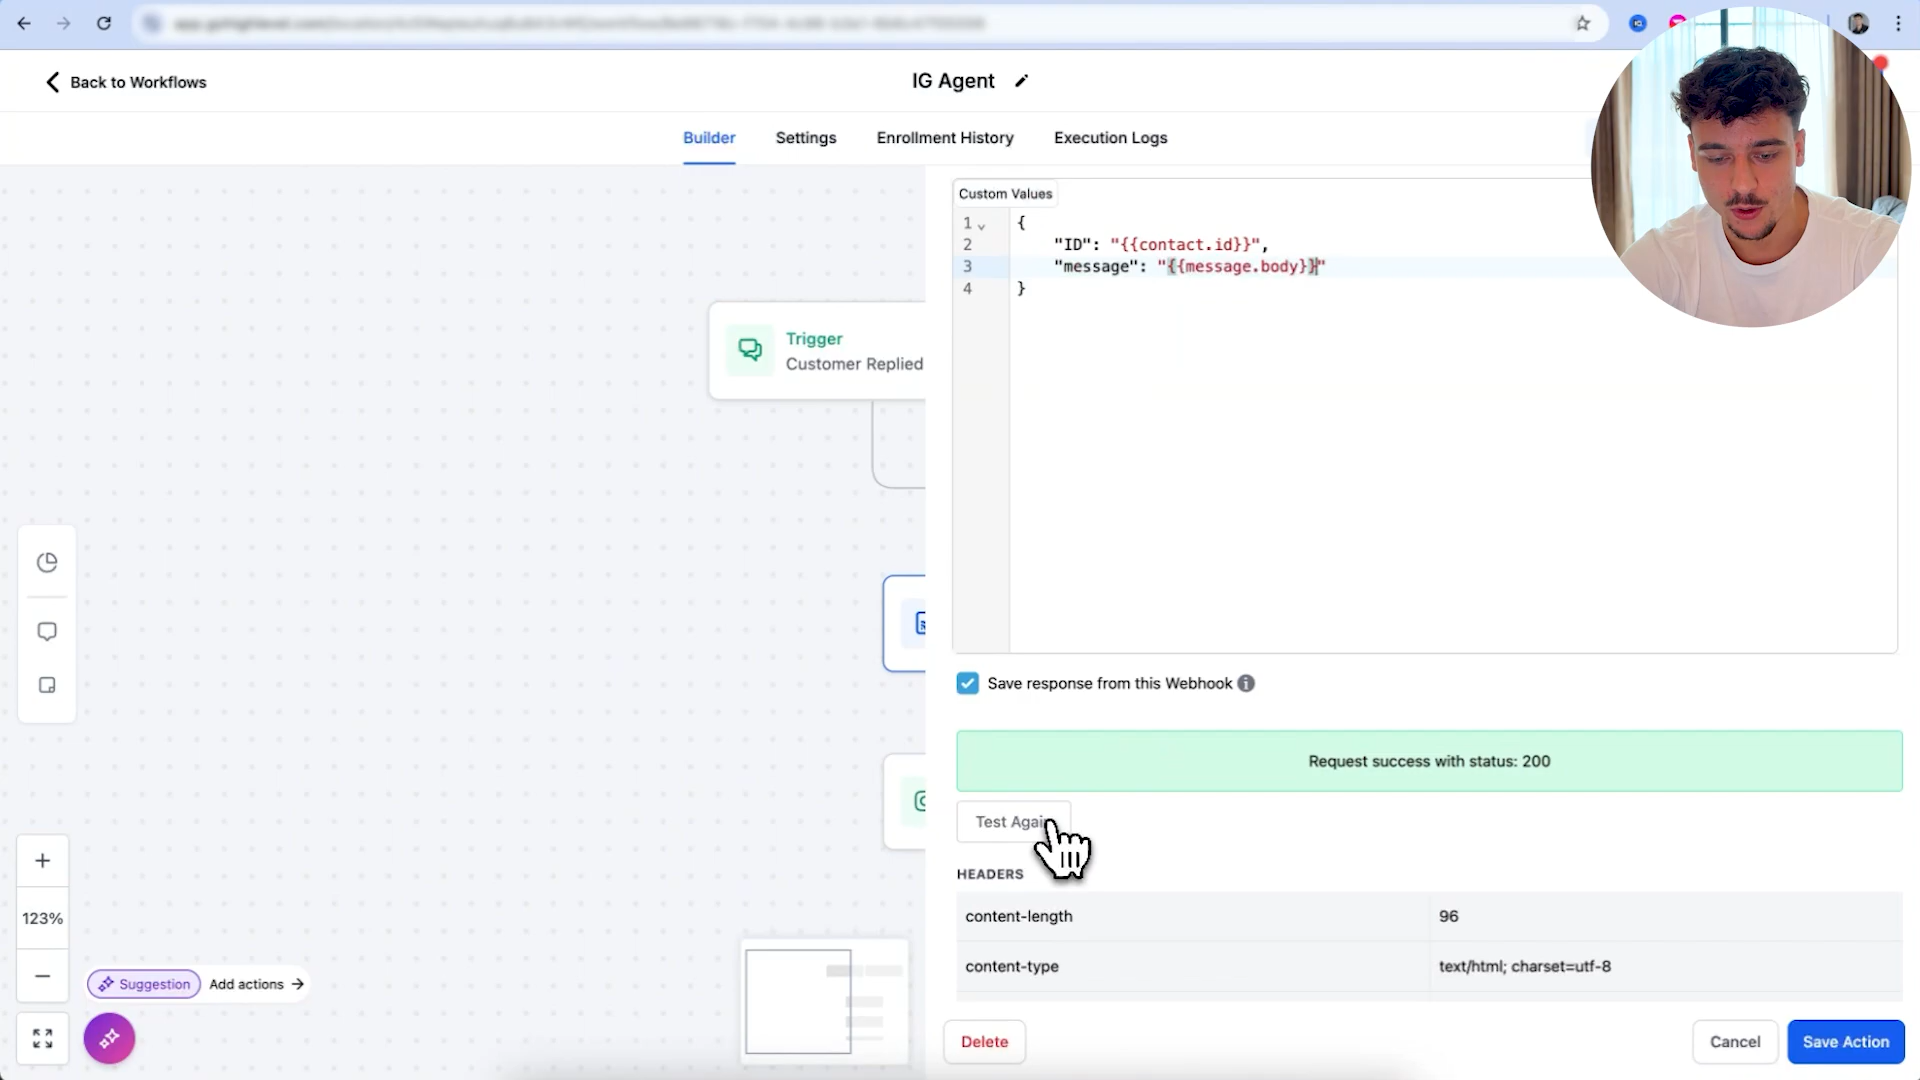 Back to Workflows
IG Agent
Builder
Settings
Enrollment History
Execution Logs
Custom Values
1 {
2 "ID": "{{contact.id}}",
3 "message": "{{message.body}}"
4 }
Trigger
Customer Replied
Save response from this Webhook
Request success with status: 200
Test Again
HEADERS
content-length 96
content-type text/html; charset=utf-8
123%
Suggestion
Add actions
Delete
Cancel
Save Action